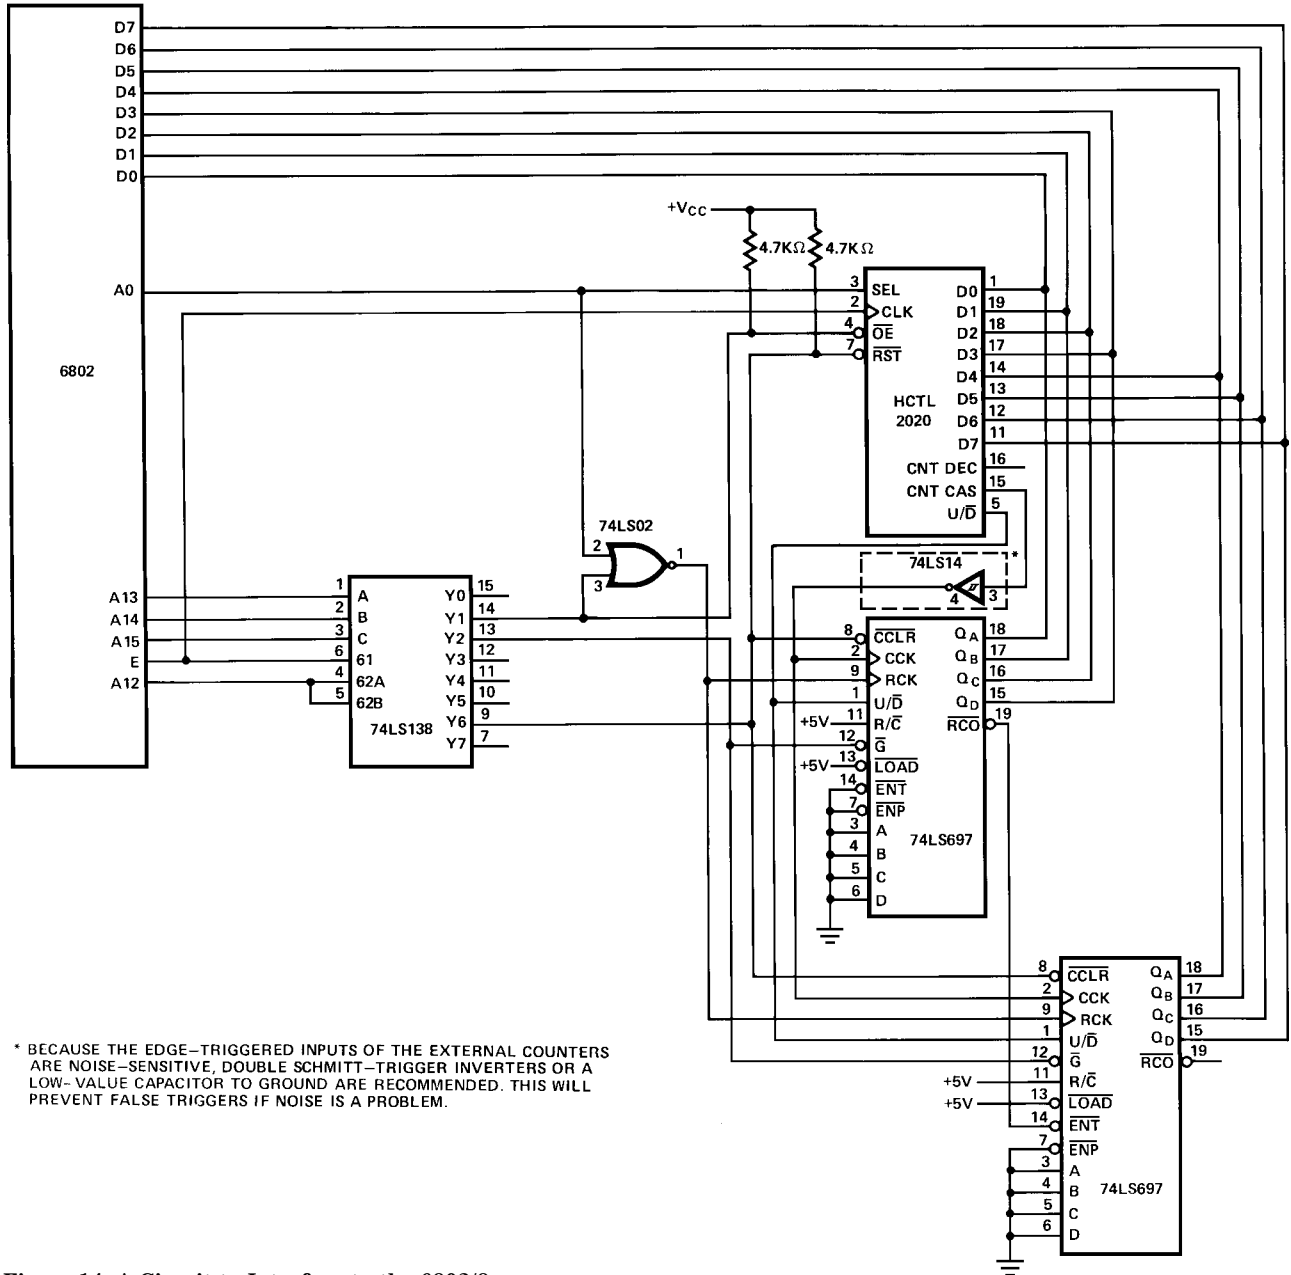 D7
D6
D5
D4
D3
D2
D1
D0
+VCC
4.7KΩ 4.7KΩ
A0
6802
3 SEL
2 CLK
4 OE
7 RST
HCTL
2020
D0 1
D1 19
D2 18
D3 17
D4 14
D5 13
D6 12
D7 11
CNT DEC 16
CNT CAS 15
U/D 5
74LS02
2
3
1
74LS14
*
4 3
A13
A14
A15
E
A12
1 A
2 B
3 C
6 61
4 62A
5 62B
74LS138
Y0 15
Y1 14
Y2 13
Y3 12
Y4 11
Y5 10
Y6 9
Y7 7
8 CCLR
2 CCK
9 RCK
1 U/D
+5V 11 R/C
12 G
+5V 13 LOAD
14 ENT
7 ENP
3 A
4 B
5 C
6 D
74LS697
QA 18
QB 17
QC 16
QD 15
RCO 19
8 CCLR
2 CCK
9 RCK
1 U/D
12 G
+5V 11 R/C
+5V 13 LOAD
14 ENT
7 ENP
3 A
4 B
5 C
6 D
74LS697
QA 18
QB 17
QC 16
QD 15
RCO 19
* BECAUSE THE EDGE–TRIGGERED INPUTS OF THE EXTERNAL COUNTERS
ARE NOISE–SENSITIVE, DOUBLE SCHMITT–TRIGGER INVERTERS OR A
LOW–VALUE CAPACITOR TO GROUND ARE RECOMMENDED. THIS WILL
PREVENT FALSE TRIGGERS IF NOISE IS A PROBLEM.